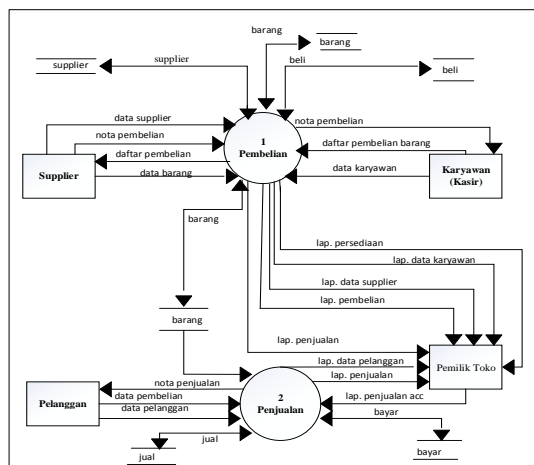 barang
barang
supplier
supplier
beli
beli
data supplier
nota pembelian
nota pembelian
1
Pembelian
daftar pembelian barang
daftar pembelian
Supplier
data barang
data karyawan
Karyawan
(Kasir)
barang
lap. persediaan
lap. data karyawan
lap. data supplier
lap. pembelian
barang
lap. penjualan
lap. data pelanggan
Pemilik Toko
lap. penjualan
nota penjualan
Pelanggan
data pembelian
data pelanggan
2
Penjualan
lap. penjualan acc
bayar
jual
jual
bayar